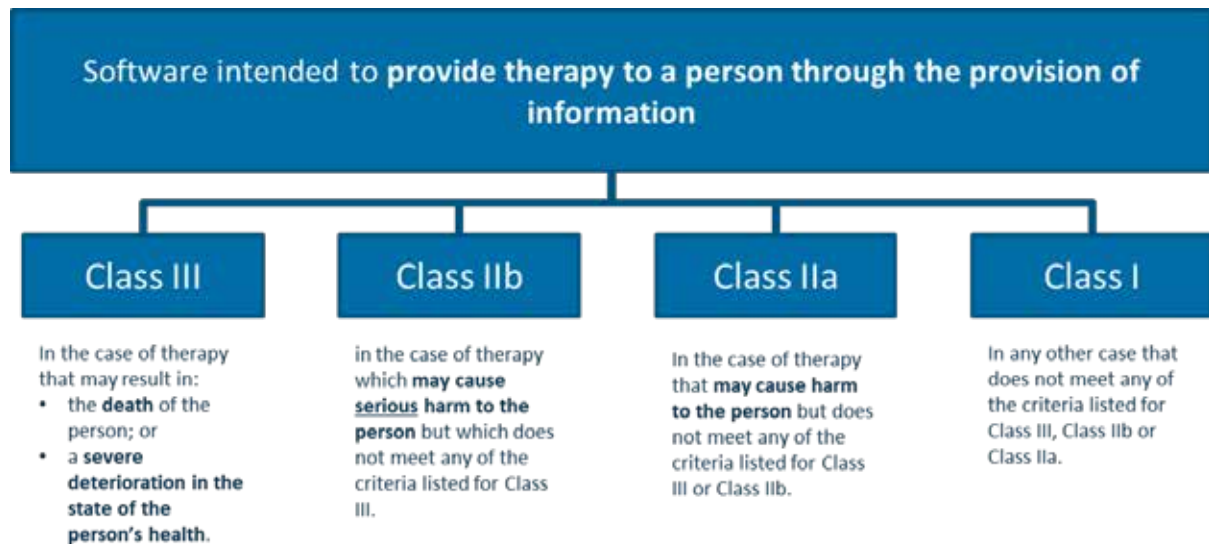 Software intended to provide therapy to a person through the provision of
information
Class III
In the case of therapy
that may result in:
• the death of the
person; or
• a severe
deterioration in the
state of the
person's health.
Class IIb
in the case of therapy
which may cause
serious harm to the
person but which does
not meet any of the
criteria listed for Class
III.
Class IIa
In the case of therapy
that may cause harm
to the person but does
not meet any of the
criteria listed for Class
III or Class IIb.
Class I
In any other case that
does not meet any of
the criteria listed for
Class III, Class IIb or
Class IIa.